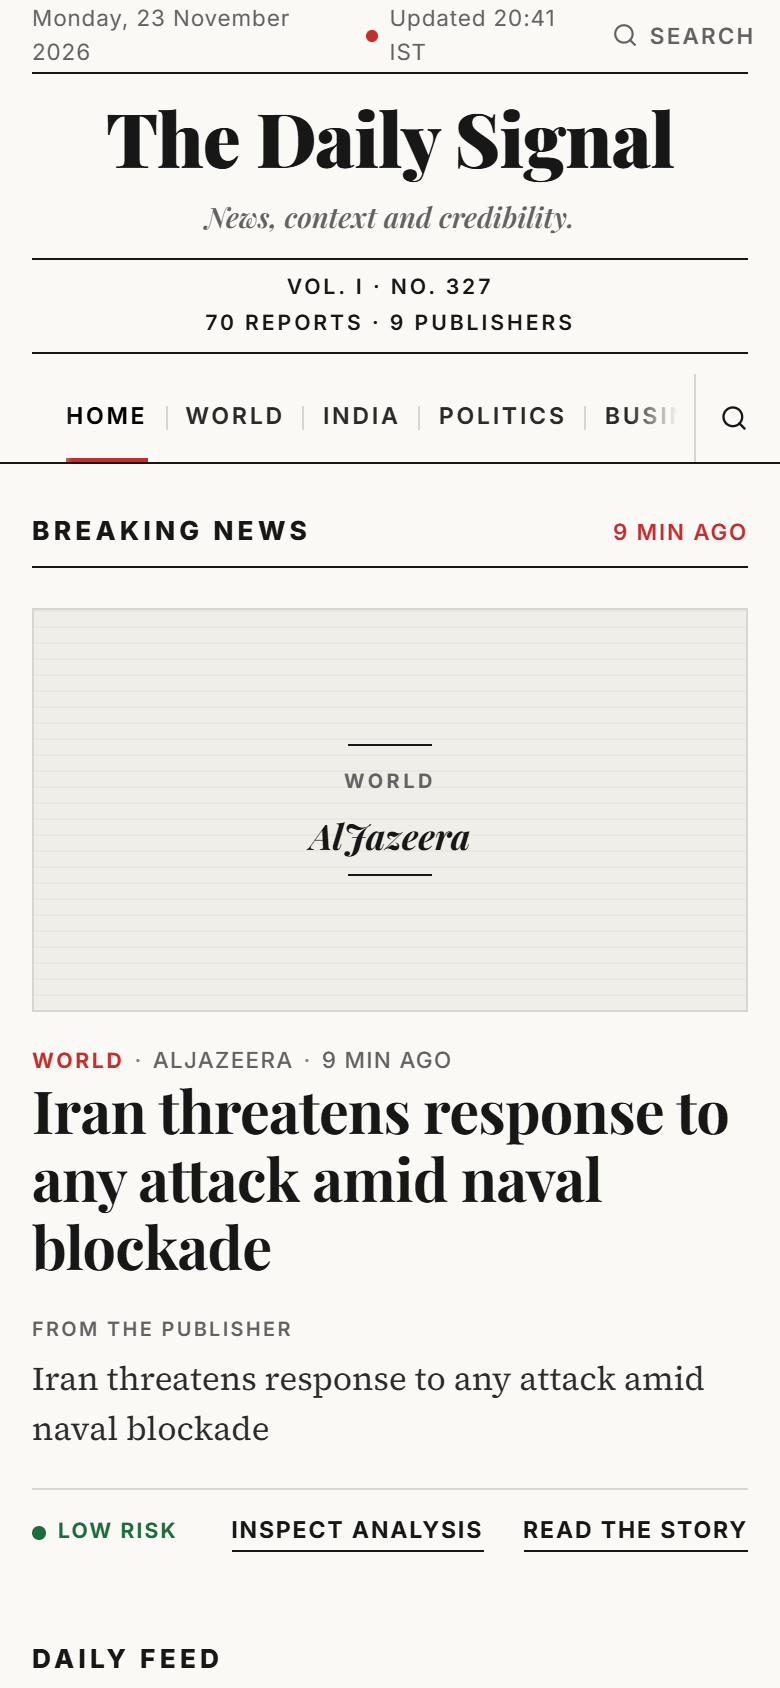 Monday, 23 November
2026
Updated 20:41
IST
SEARCH
The Daily Signal
News, context and credibility.
VOL. I · NO. 327
70 REPORTS · 9 PUBLISHERS
HOME | WORLD | INDIA | POLITICS | BUSIN
BREAKING NEWS
9 MIN AGO
WORLD
AlJazeera
WORLD · ALJAZEERA · 9 MIN AGO
Iran threatens response to
any attack amid naval
blockade
FROM THE PUBLISHER
Iran threatens response to any attack amid
naval blockade
LOW RISK
INSPECT ANALYSIS
READ THE STORY
DAILY FEED